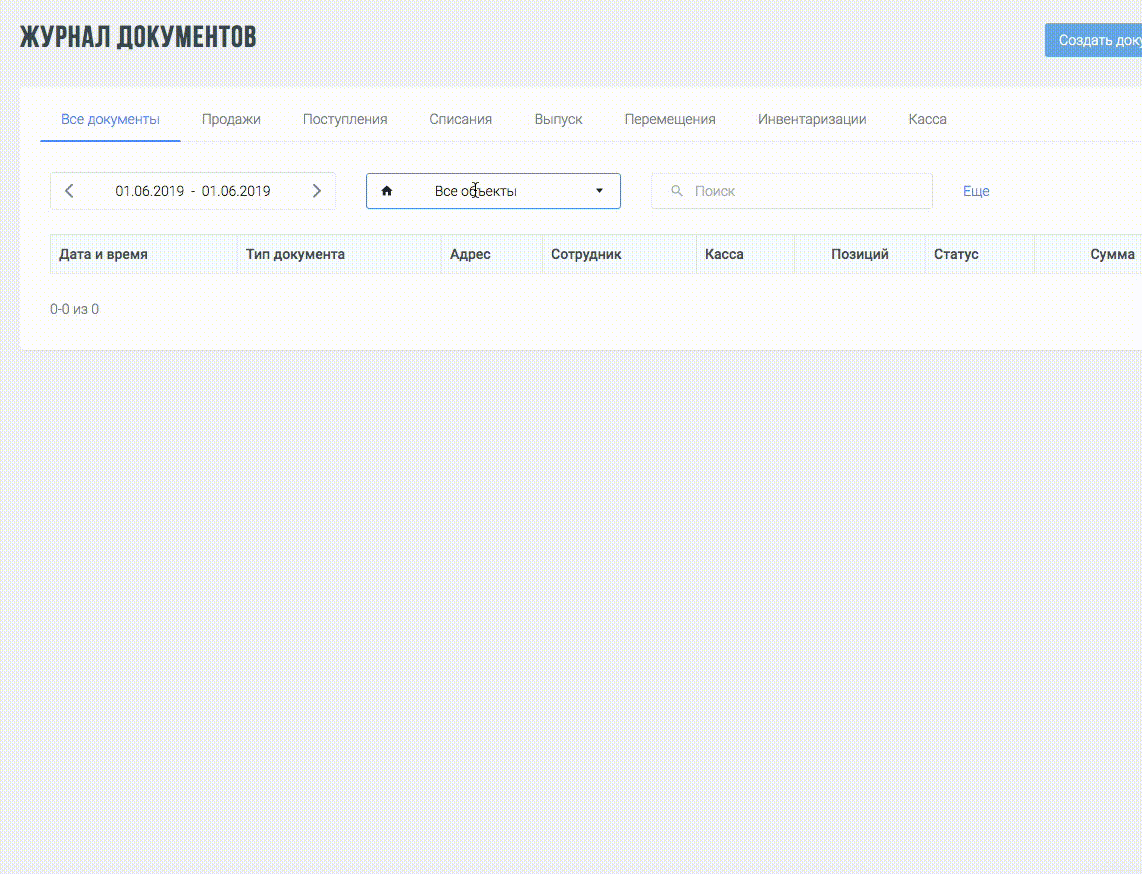 ЖУРНАЛ ДОКУМЕНТОВ
Создать
Все документы Продажи Поступления Списания Выпуск Перемещения Инвентаризации Касса
01.06.2019 - 01.06.2019 Все объекты Поиск Еще
Дата и время Тип документа Адрес Сотрудник Касса Позиций Статус Сумма
0-0 из 0